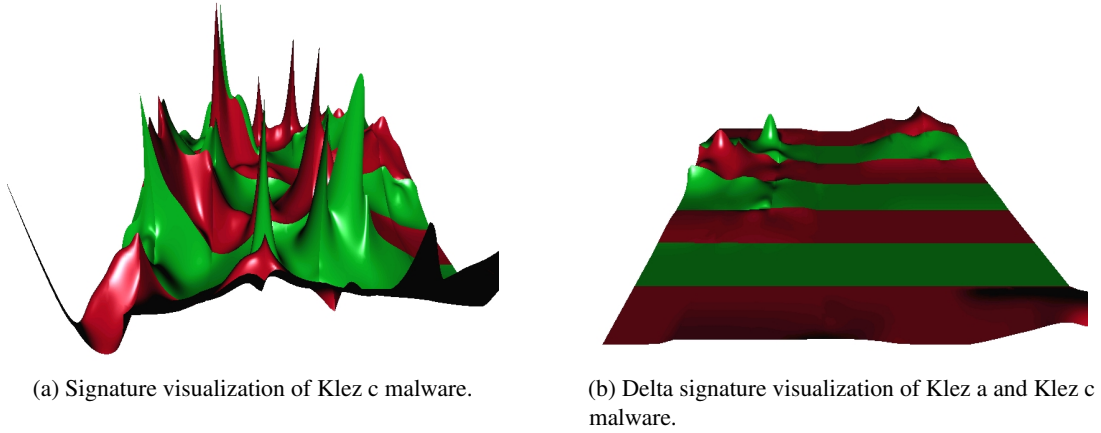 (a) Signature visualization of Klez c malware.
(b) Delta signature visualization of Klez a and Klez c
malware.